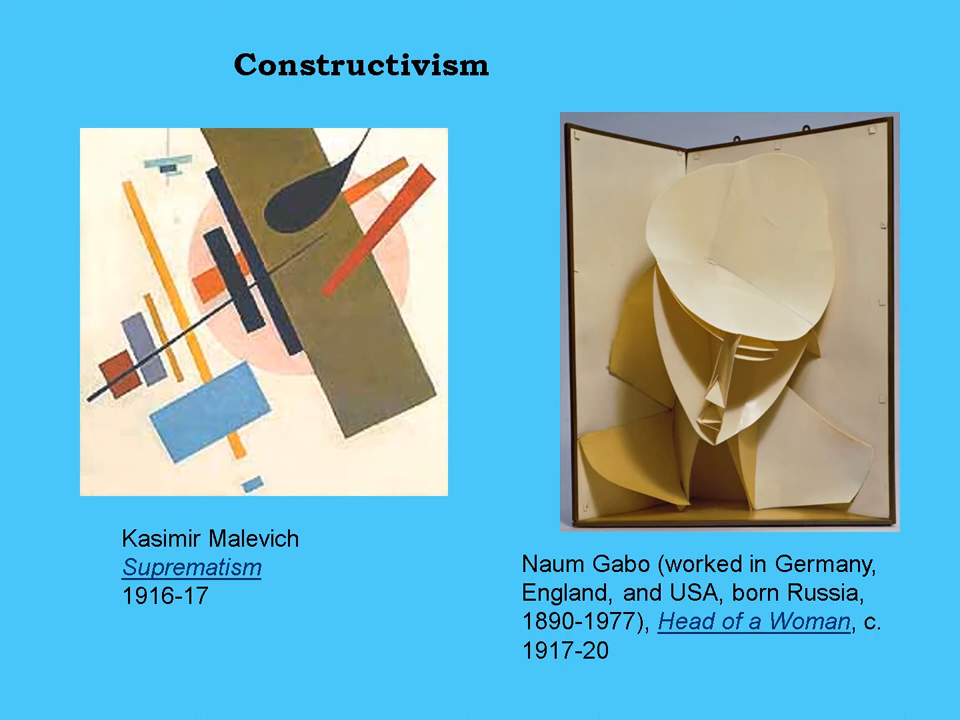 Constructivism
Kasimir Malevich
Suprematism
1916-17
Naum Gabo (worked in Germany,
England, and USA, born Russia,
1890-1977), Head of a Woman, c.
1917-20